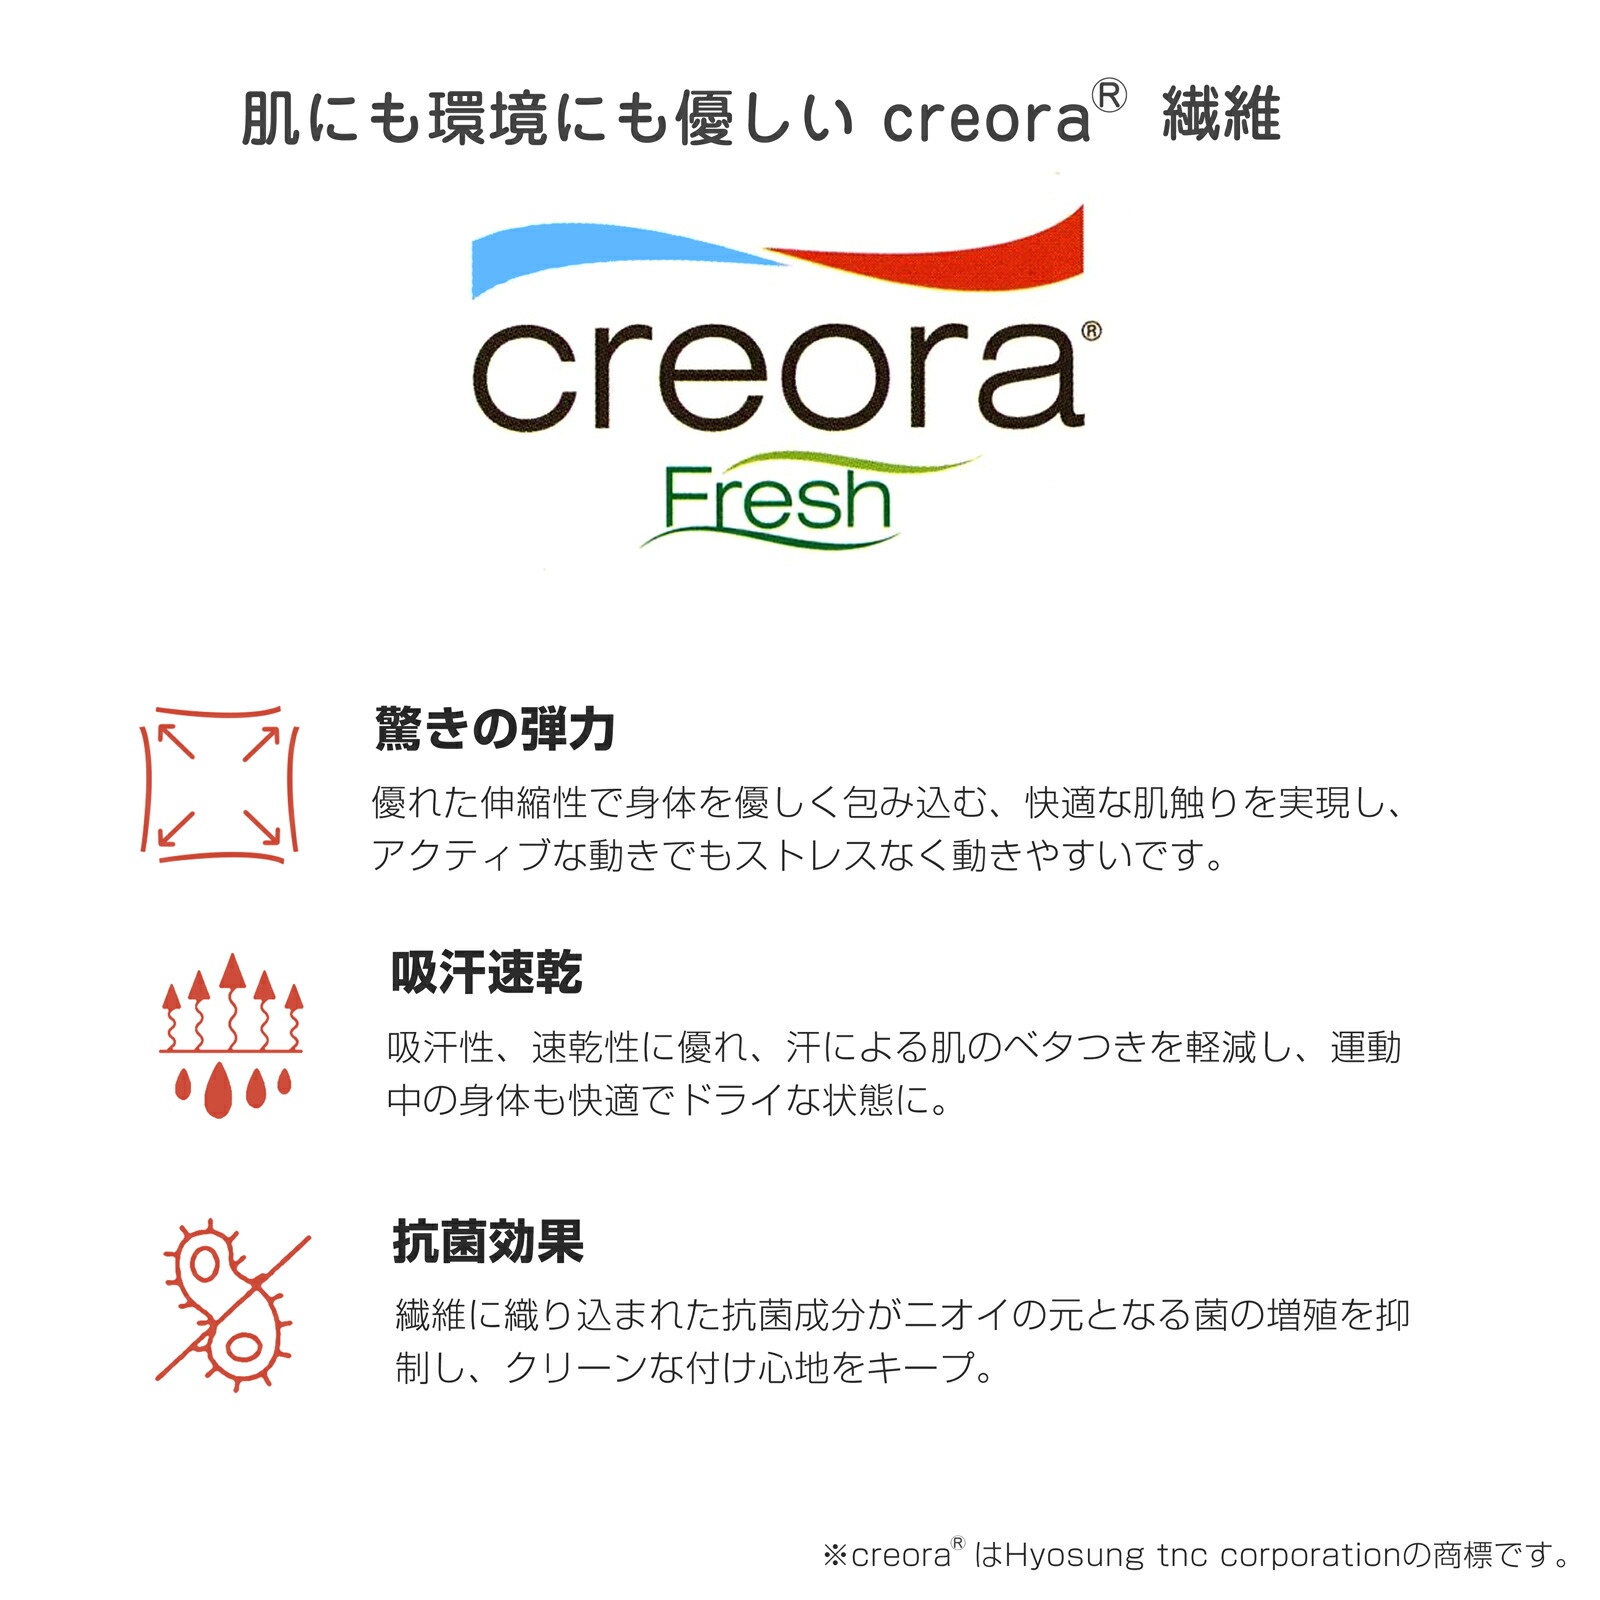 肌にも環境にも優しい creora® 繊維
creora®
Fresh
驚きの弾力
優れた伸縮性で身体を優しく包み込む、快適な肌触りを実現し、
アクティブな動きでもストレスなく動きやすいです。
吸汗速乾
吸汗性、速乾性に優れ、汗による肌のベタつきを軽減し、運動
中の身体も快適でドライな状態に。
抗菌効果
繊維に織り込まれた抗菌成分がニオイの元となる菌の増殖を抑
制し、クリーンな付け心地をキープ。
※creora® はHyosung tnc corporationの商標です。